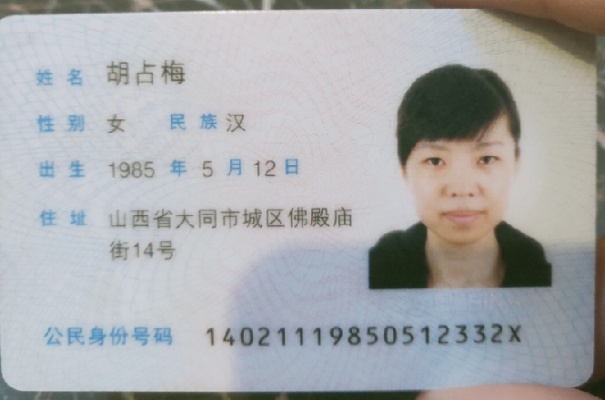 姓名 胡占梅
性别 女 民族 汉
出生 1985 年 5 月 12 日
住址 山西省大同市城区佛殿庙
街14号
公民身份号码 14021119850512332X